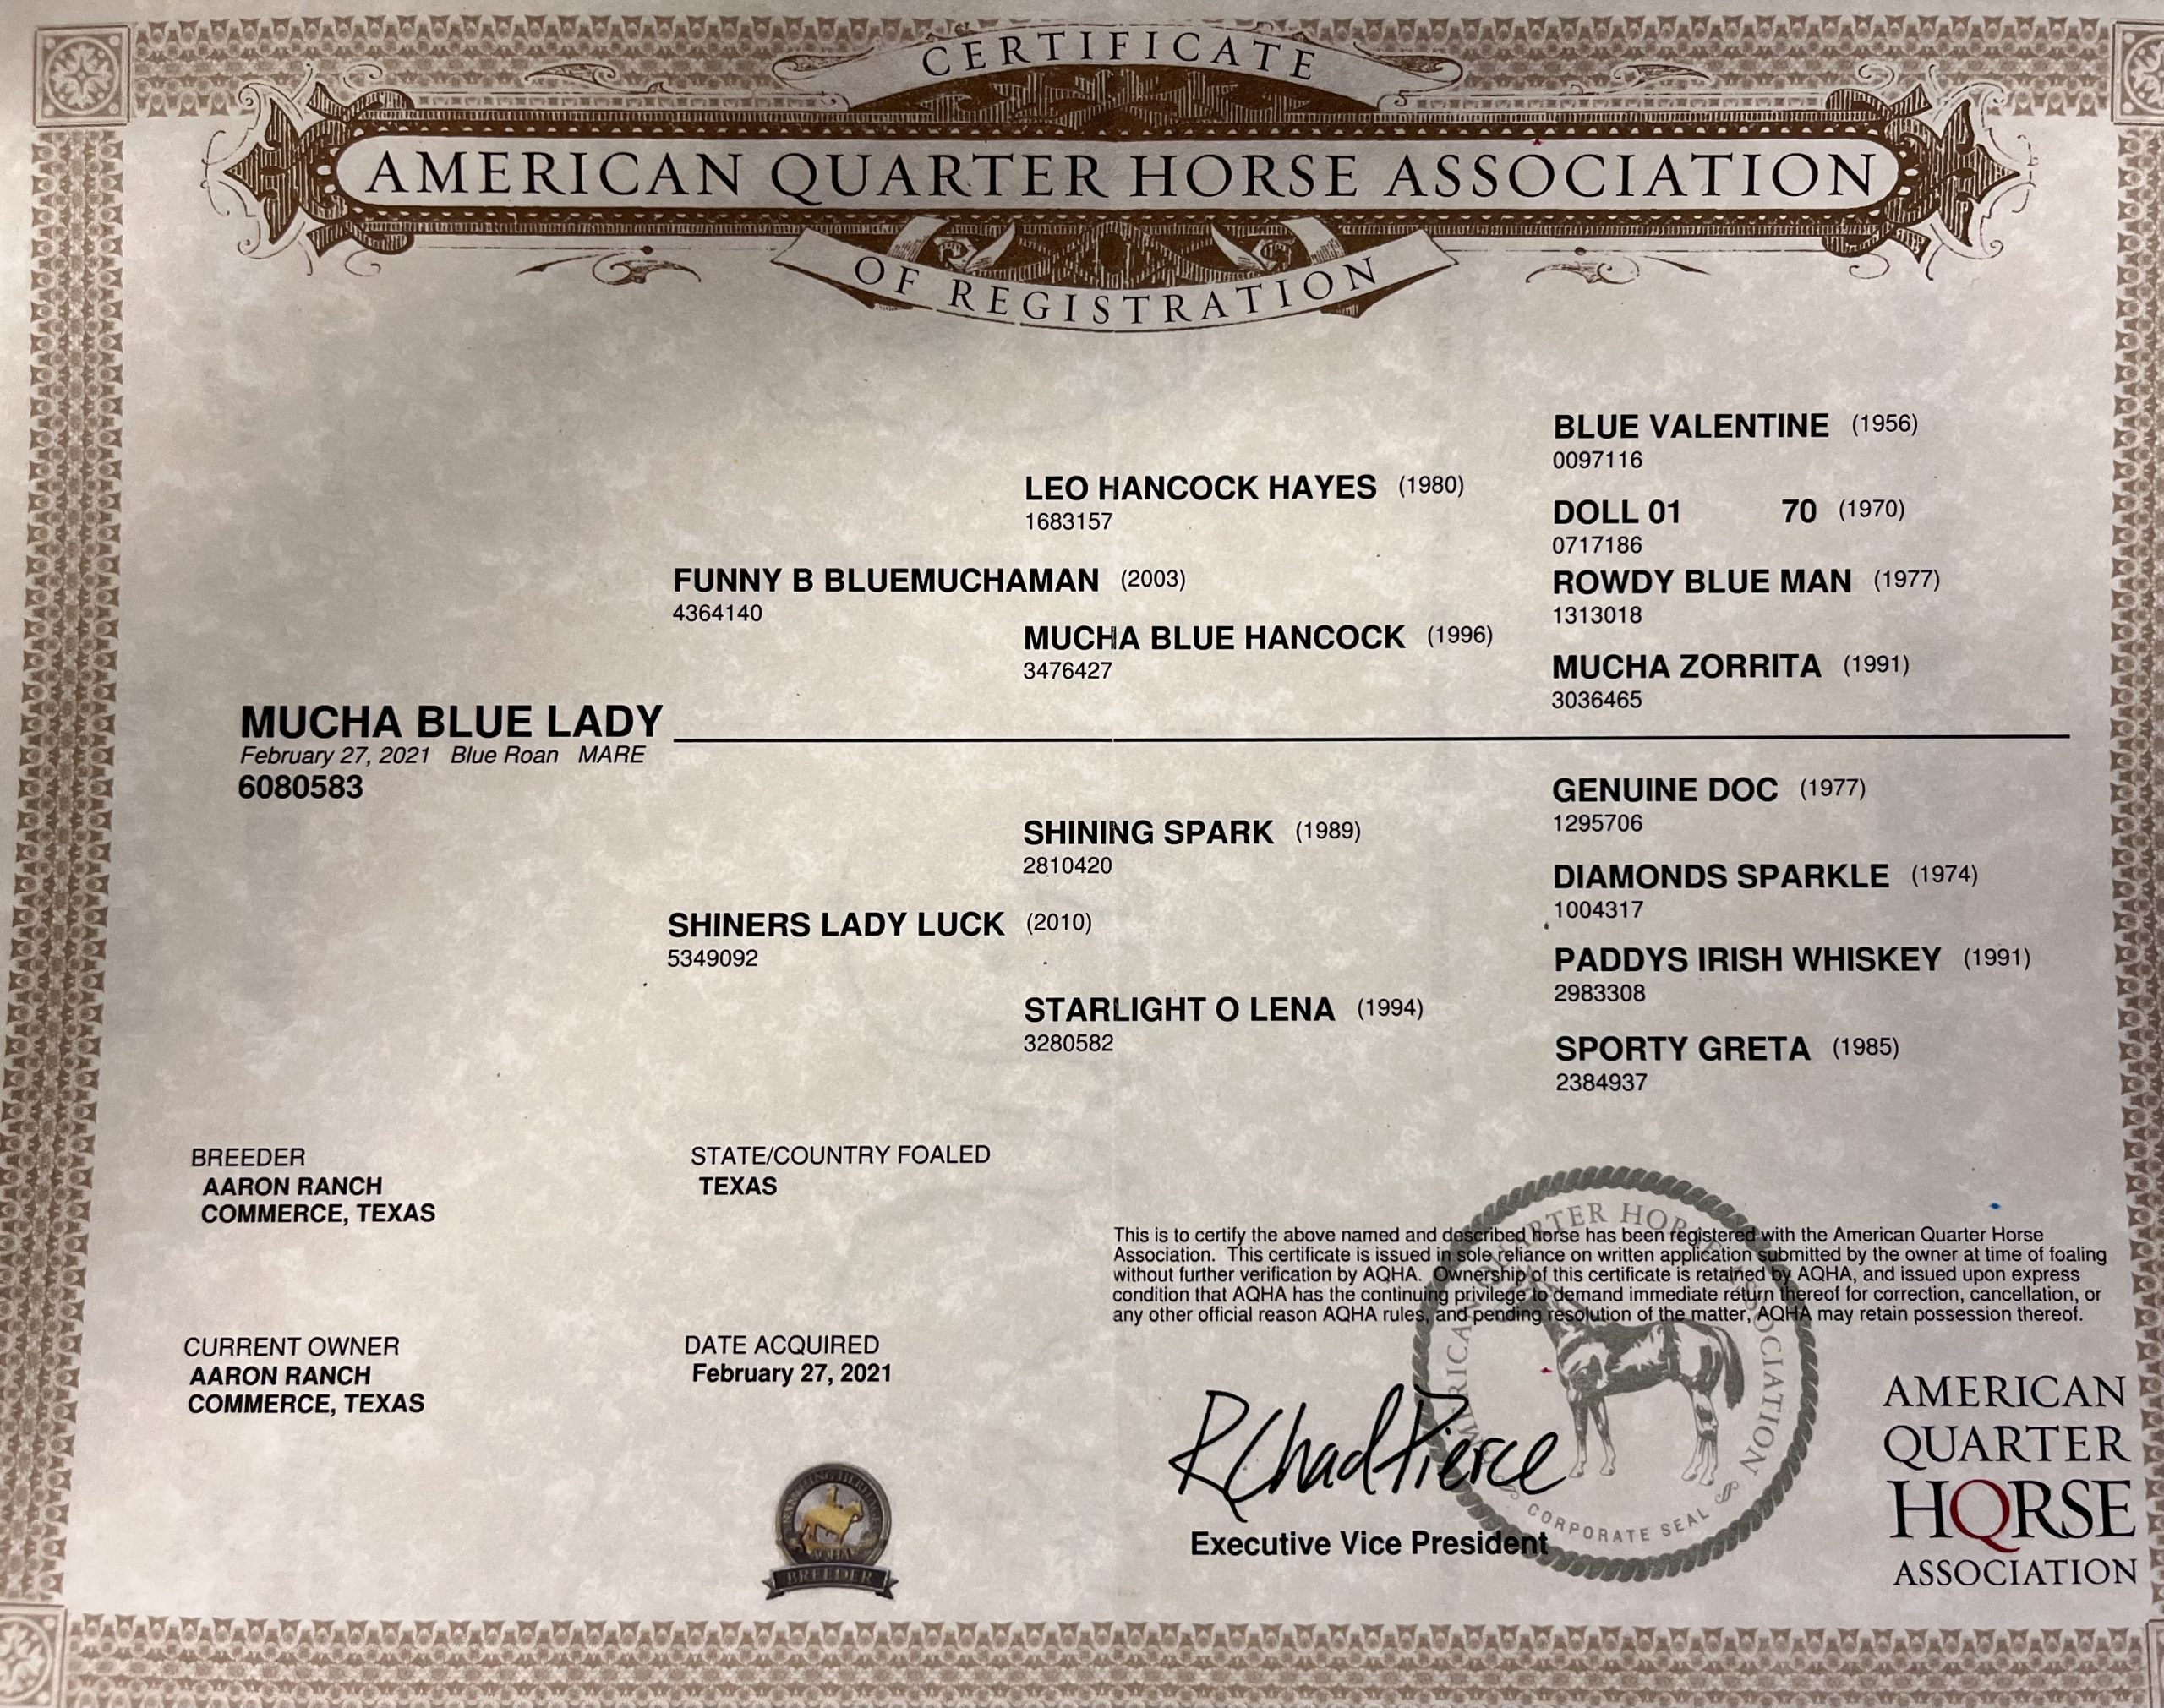 CERTIFICATE
AMERICAN QUARTER HORSE ASSOCIATION
OF REGISTRATION
BLUE VALENTINE (1956)
0097116
LEO HANCOCK HAYES (1980)
1683157
DOLL 01 70 (1970)
0717186
FUNNY B BLUEMUCHAMAN (2003)
4364140
ROWDY BLUE MAN (1977)
1313018
MUCHA BLUE HANCOCK (1996)
3476427
MUCHA ZORRITA (1991)
3036465
MUCHA BLUE LADY
February 27, 2021 Blue Roan MARE
6080583
GENUINE DOC (1977)
1295706
SHINING SPARK (1989)
2810420
DIAMONDS SPARKLE (1974)
1004317
SHINERS LADY LUCK (2010)
5349092
PADDYS IRISH WHISKEY (1991)
2983308
STARLIGHT O LENA (1994)
3280582
SPORTY GRETA (1985)
2384937
BREEDER
AARON RANCH
COMMERCE, TEXAS
STATE/COUNTRY FOALED
TEXAS
This is to certify the above named and described horse has been registered with the American Quarter Horse
Association. This certificate is issued in sole reliance on written application submitted by the owner at time of foaling
without further verification by AQHA. Ownership of this certificate is retained by AQHA, and issued upon express
condition that AQHA has the continuing privilege to demand immediate return thereof for correction, cancellation, or
any other official reason AQHA rules, and pending resolution of the matter, AQHA may retain possession thereof.
CURRENT OWNER
AARON RANCH
COMMERCE, TEXAS
DATE ACQUIRED
February 27, 2021
R Chad Pierce
Executive Vice President
AMERICAN QUARTER HORSE ASSOCIATION
CORPORATE SEAL
AQHA
BREEDER
AMERICAN
QUARTER
HORSE
ASSOCIATION